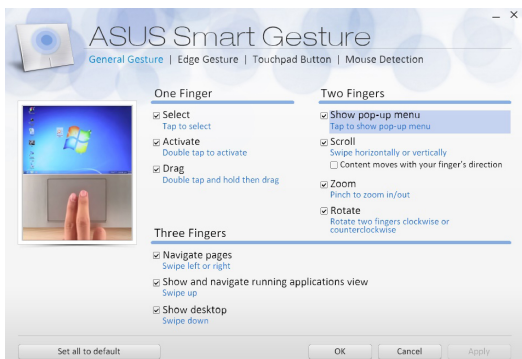 ASUS Smart Gesture
General Gesture | Edge Gesture | Touchpad Button | Mouse Detection
One Finger
Select
Tap to select
Activate
Double tap to activate
Drag
Double tap and hold then drag
Two Fingers
Show pop-up menu
Tap to show pop-up menu
Scroll
Swipe horizontally or vertically
Content moves with your finger's direction
Zoom
Pinch to zoom in/out
Rotate
Rotate two fingers clockwise or
counterclockwise
Three Fingers
Navigate pages
Swipe left or right
Show and navigate running applications view
Swipe up
Show desktop
Swipe down
Set all to default
OK
Cancel
Apply